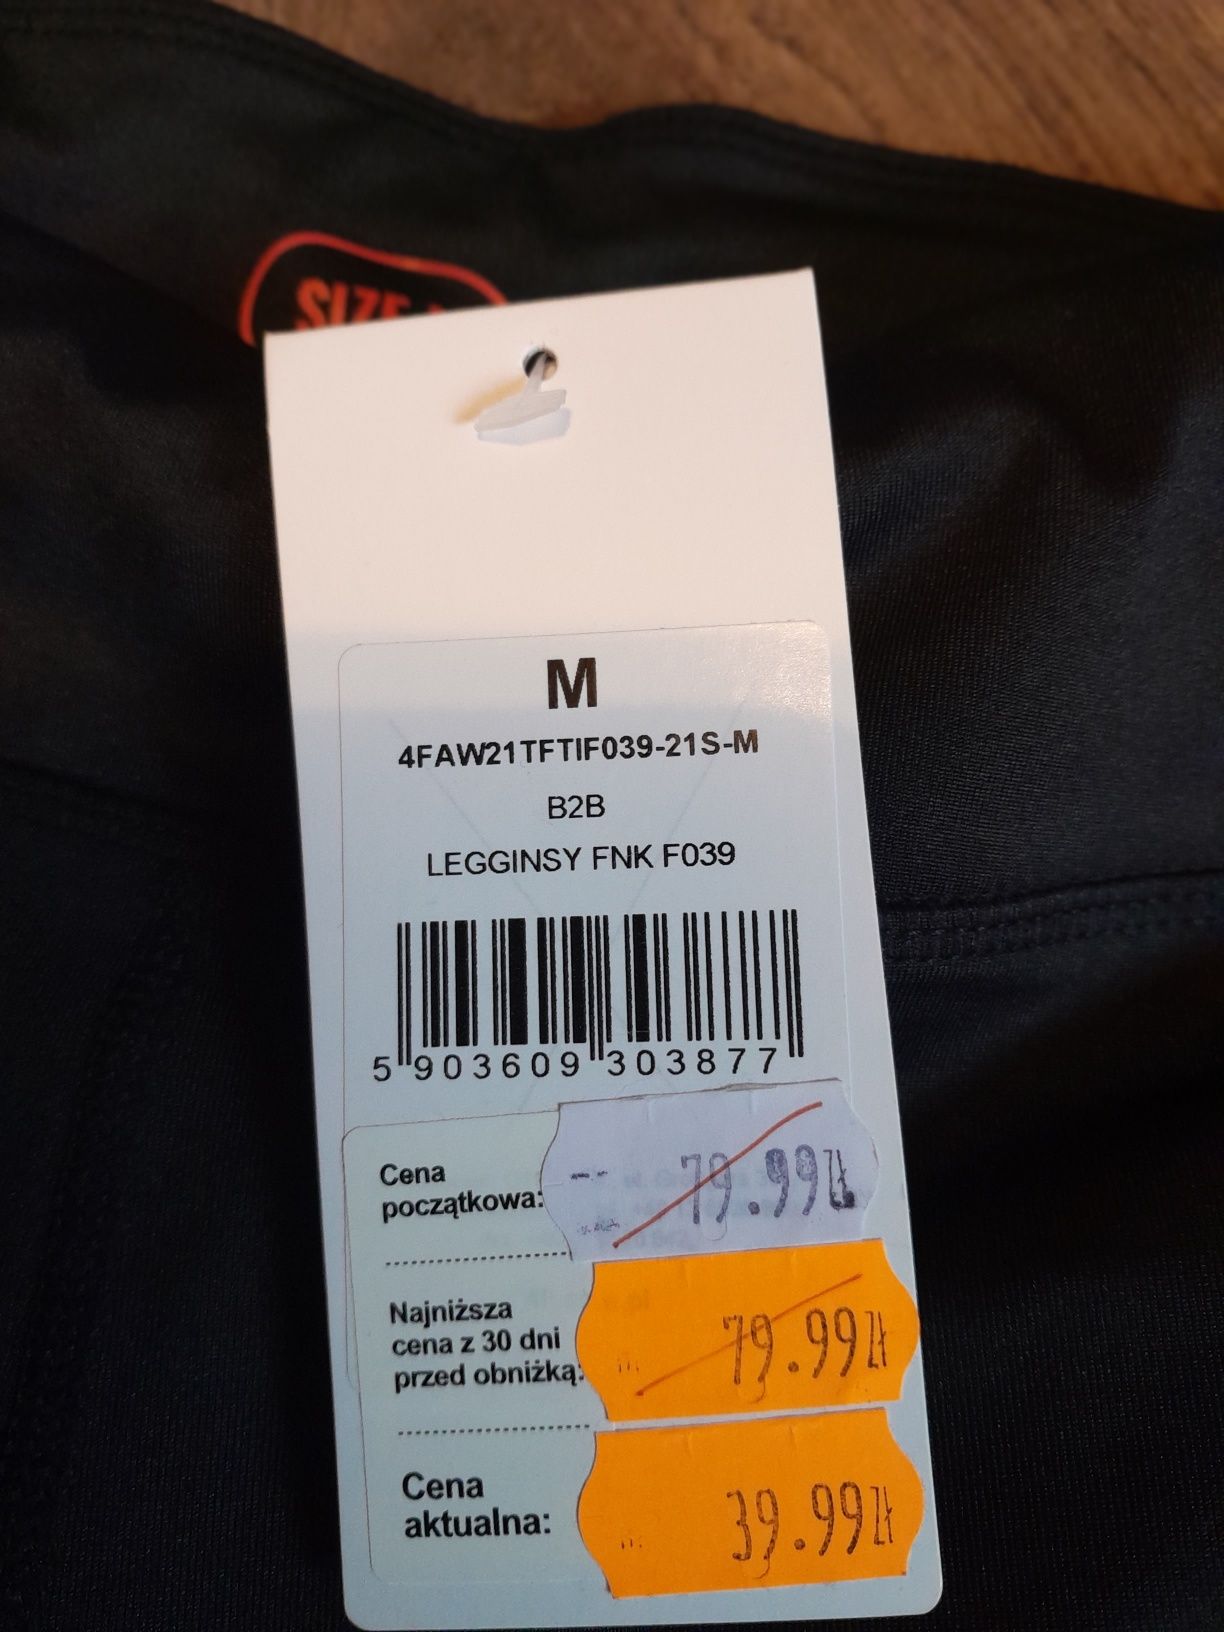 SIZE
M
4FAW21TFTIF039-21S-M
B2B
LEGGINSY FNK F039
5 903609 303877
Cena
początkowa: 79.99zł
Najniższa
cena z 30 dni
przed obniżką: 79.99zł
Cena
aktualna: 39.99zł